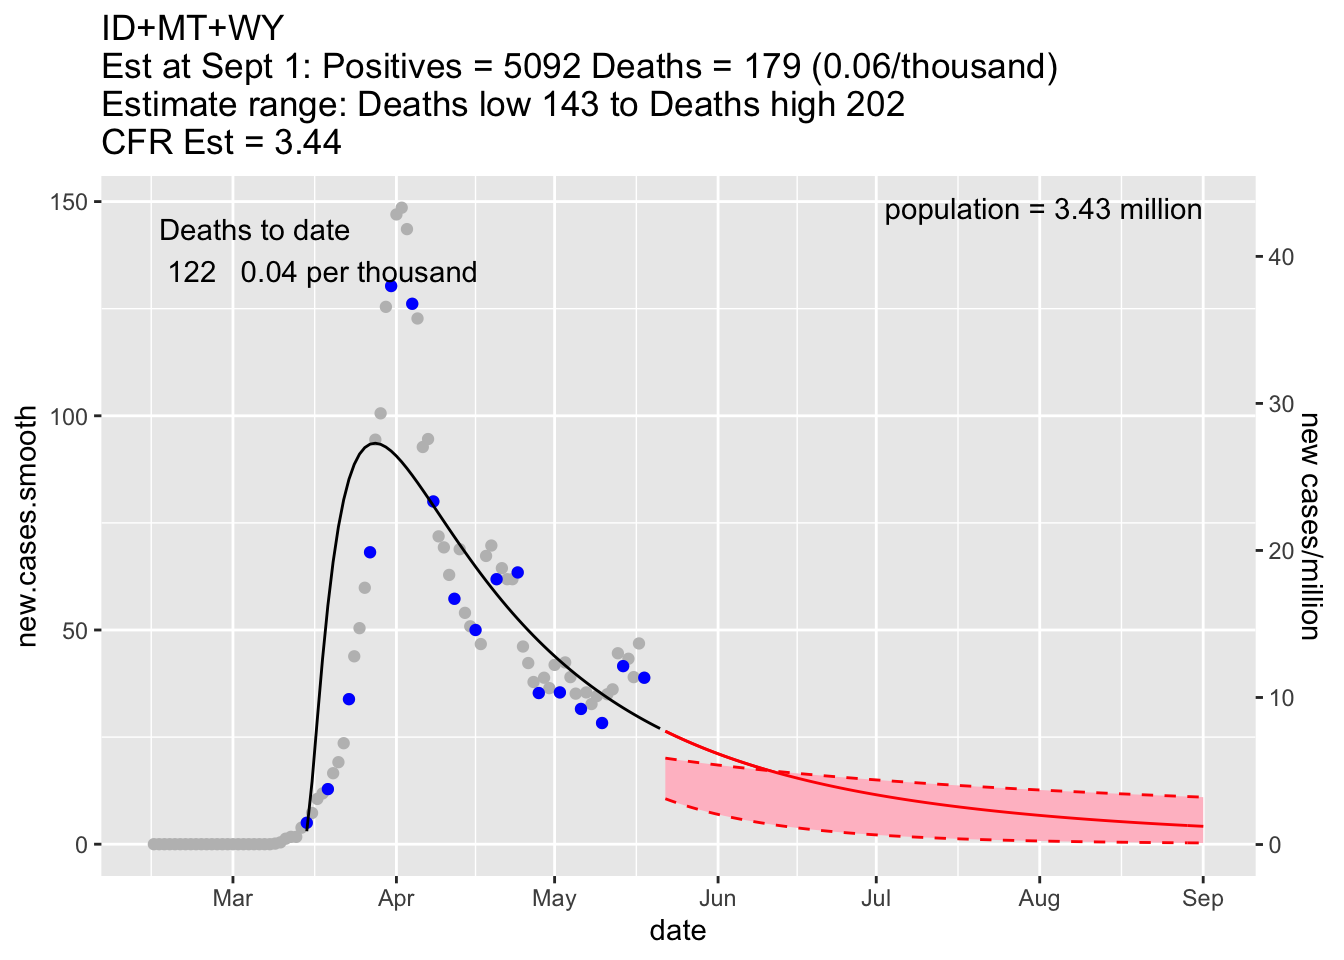 ID+MT+WY
Est at Sept 1: Positives = 5092 Deaths = 179 (0.06/thousand)
Estimate range: Deaths low 143 to Deaths high 202
CFR Est = 3.44
Deaths to date
122 0.04 per thousand
population = 3.43 million
150
100
50
0
new.cases.smooth
40
30
20
10
0
new cases/million
Mar Apr May Jun Jul Aug Sep
date